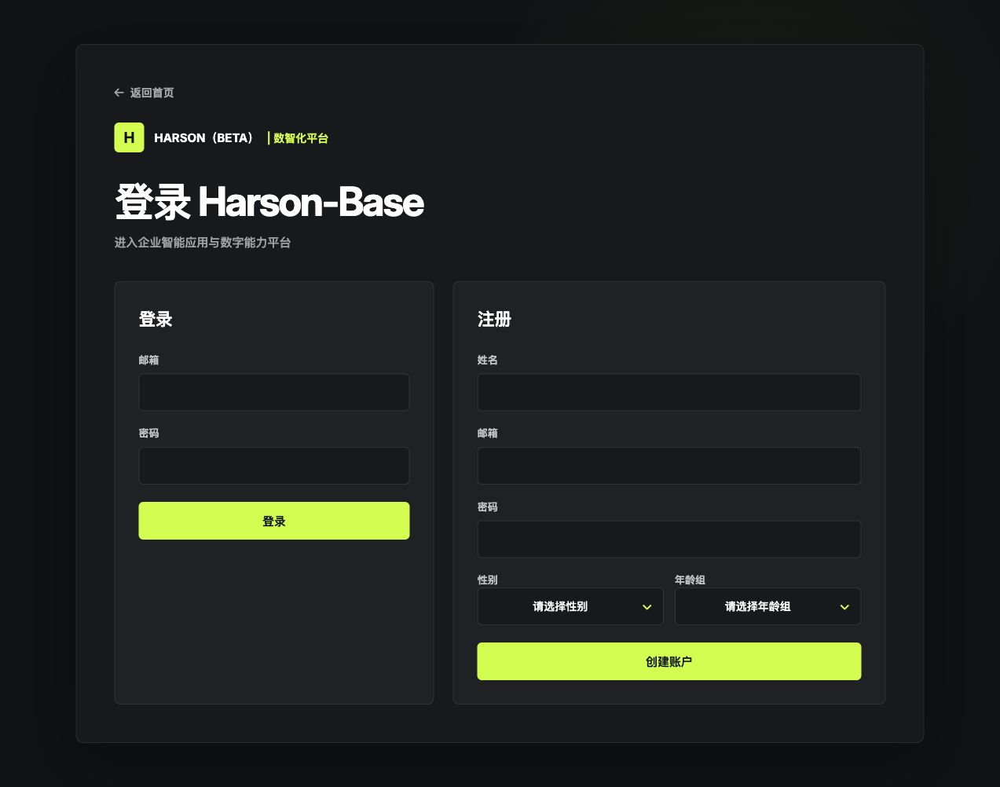 ← 返回首页
H HARSON（BETA） | 数智化平台
登录 Harson-Base
进入企业智能应用与数字能力平台
登录
邮箱
密码
登录
注册
姓名
邮箱
密码
性别 年龄组
请选择性别 请选择年龄组
创建账户